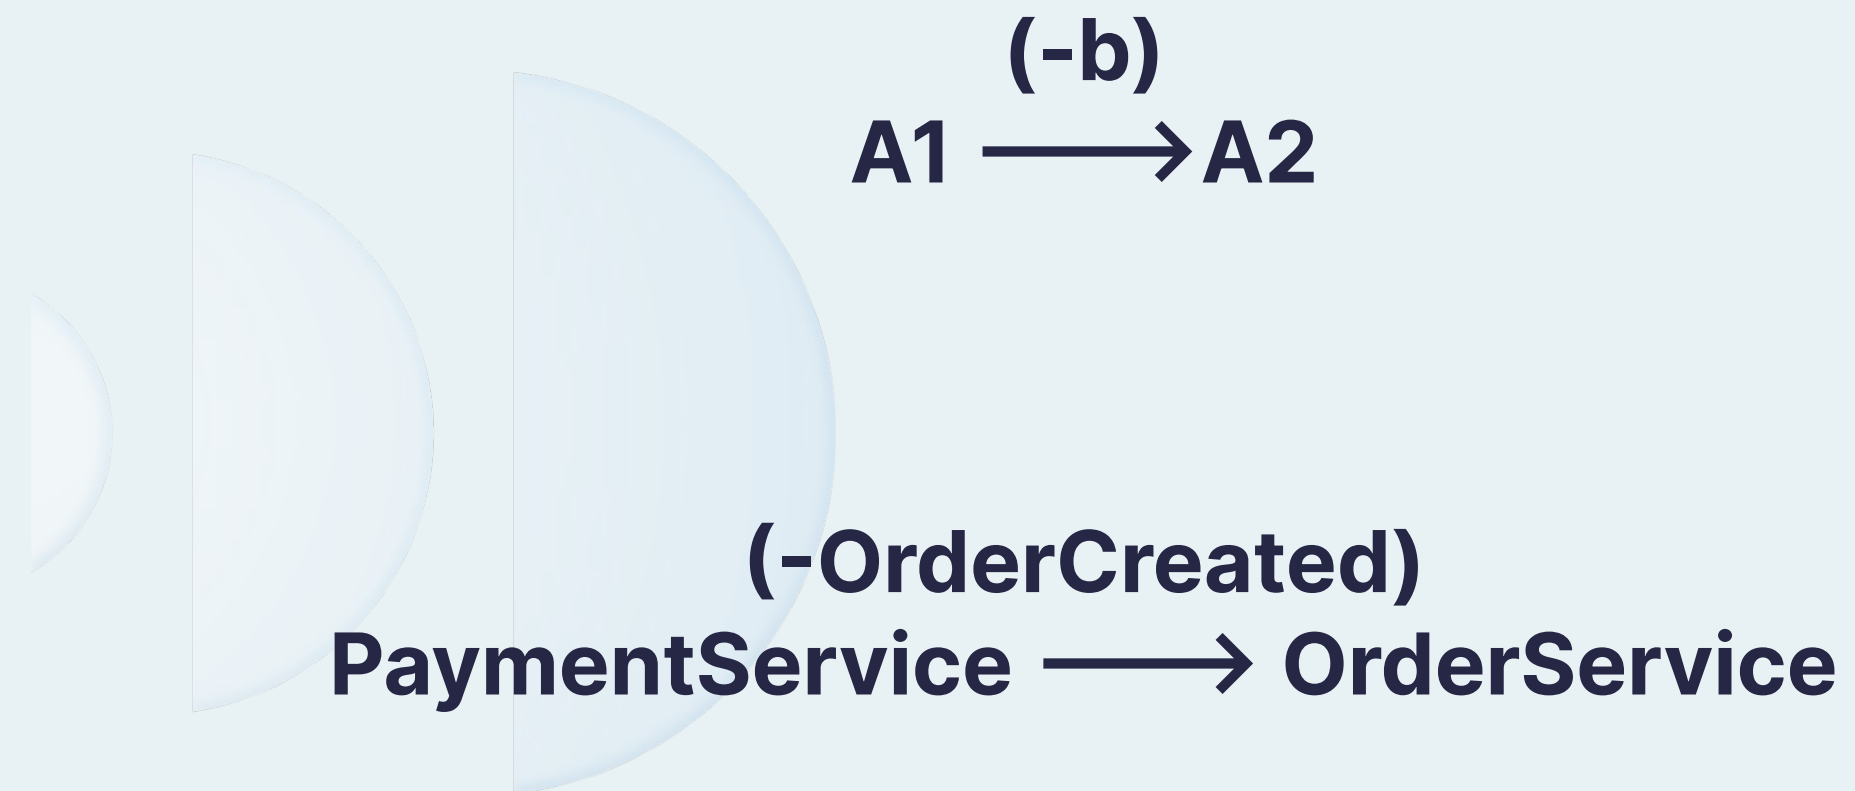 (-b)
A1 ⟶ A2
(-OrderCreated)
PaymentService ⟶ OrderService